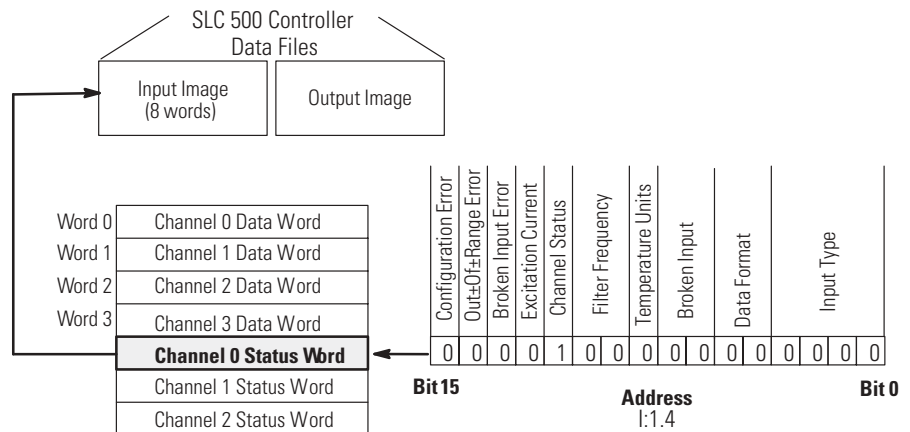 SLC 500 Controller
Data Files
Input Image
(8 words)
Output Image
Word 0
Channel 0 Data Word
Word 1
Channel 1 Data Word
Word 2
Channel 2 Data Word
Word 3
Channel 3 Data Word
Channel 0 Status Word
Channel 1 Status Word
Channel 2 Status Word
Configuration Error
Out±Of±Range Error
Broken Input Error
Excitation Current
Channel Status
Filter Frequency
Temperature Units
Broken Input
Data Format
Input Type
0 0 0 0 1 0 0 0 0 0 0 0 0 0 0 0
Bit 15
Address
I:1.4
Bit 0